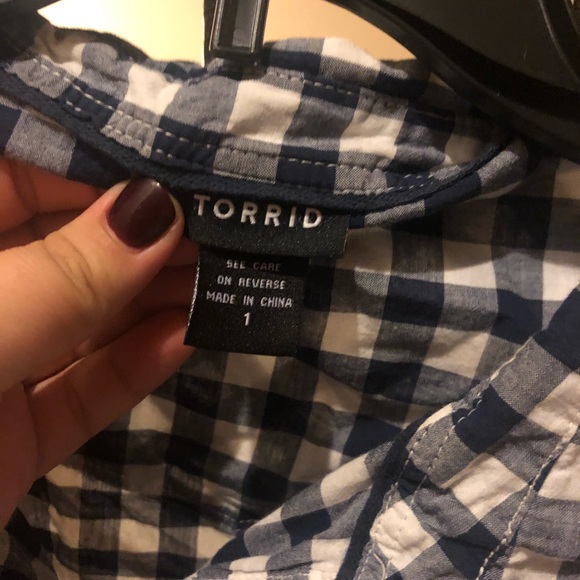 TORRID
SEE CARE
ON REVERSE
MADE IN CHINA
1